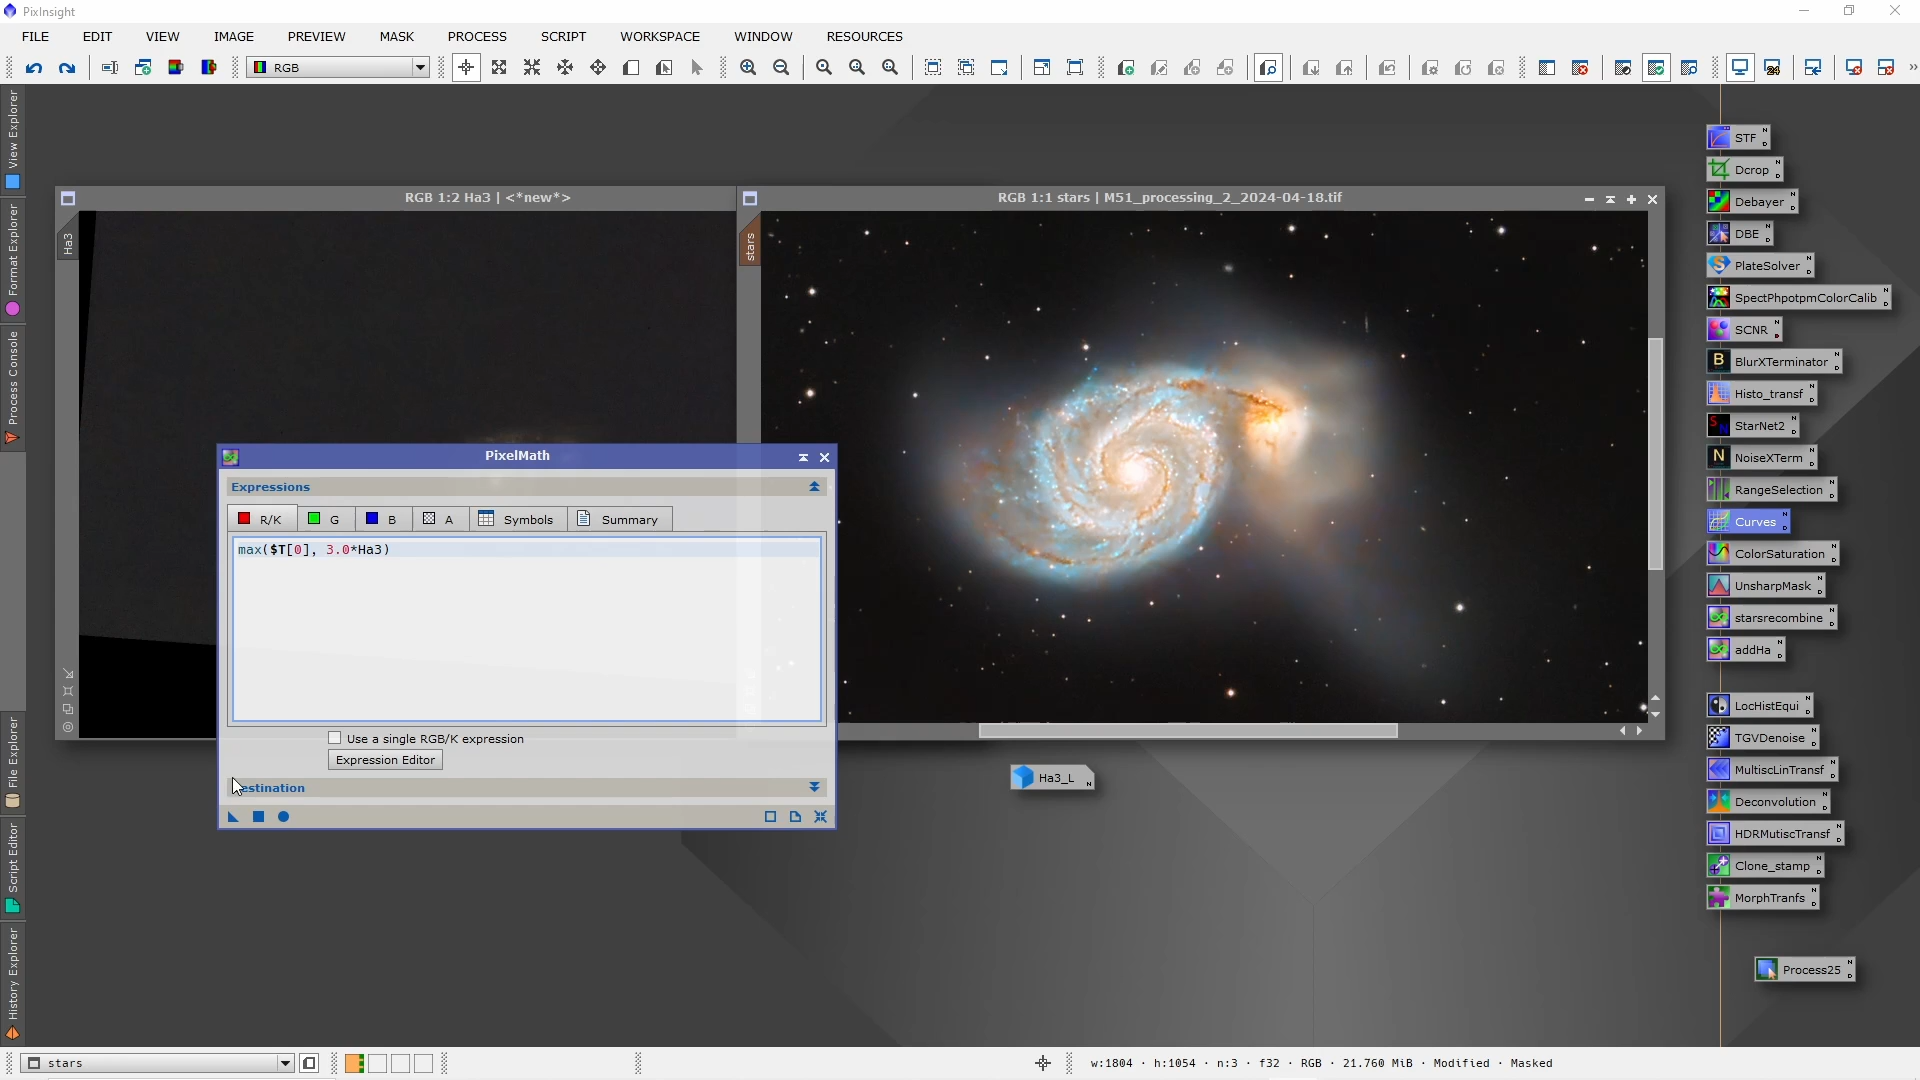 PixInsight
FILE EDIT VIEW IMAGE PREVIEW MASK PROCESS SCRIPT WORKSPACE WINDOW RESOURCES
RGB
24
View Explorer
Format Explorer
Process Console
File Explorer
Script Editor
History Explorer
RGB 1:2 Ha3 | <*new*>
Ha3
RGB 1:1 stars | M51_processing_2_2024-04-18.tif
stars
PixelMath
Expressions
R/K G B A Symbols Summary
max($T[0], 3.0*Ha3)
Use a single RGB/K expression
Expression Editor
estination
Ha3_L
STF
Dcrop
Debayer
DBE
PlateSolver
SpectPhpotpmColorCalib
SCNR
BlurXTerminator
Histo_transf
StarNet2
NoiseXTerm
RangeSelection
Curves
ColorSaturation
UnsharpMask
starsrecombine
addHa
LocHistEqui
TGVDenoise
MultiscLinTransf
Deconvolution
HDRMutiscTransf
Clone_stamp
MorphTranfs
Process25
stars
w:1804 · h:1054 · n:3 · f32 · RGB · 21.760 MiB · Modified · Masked